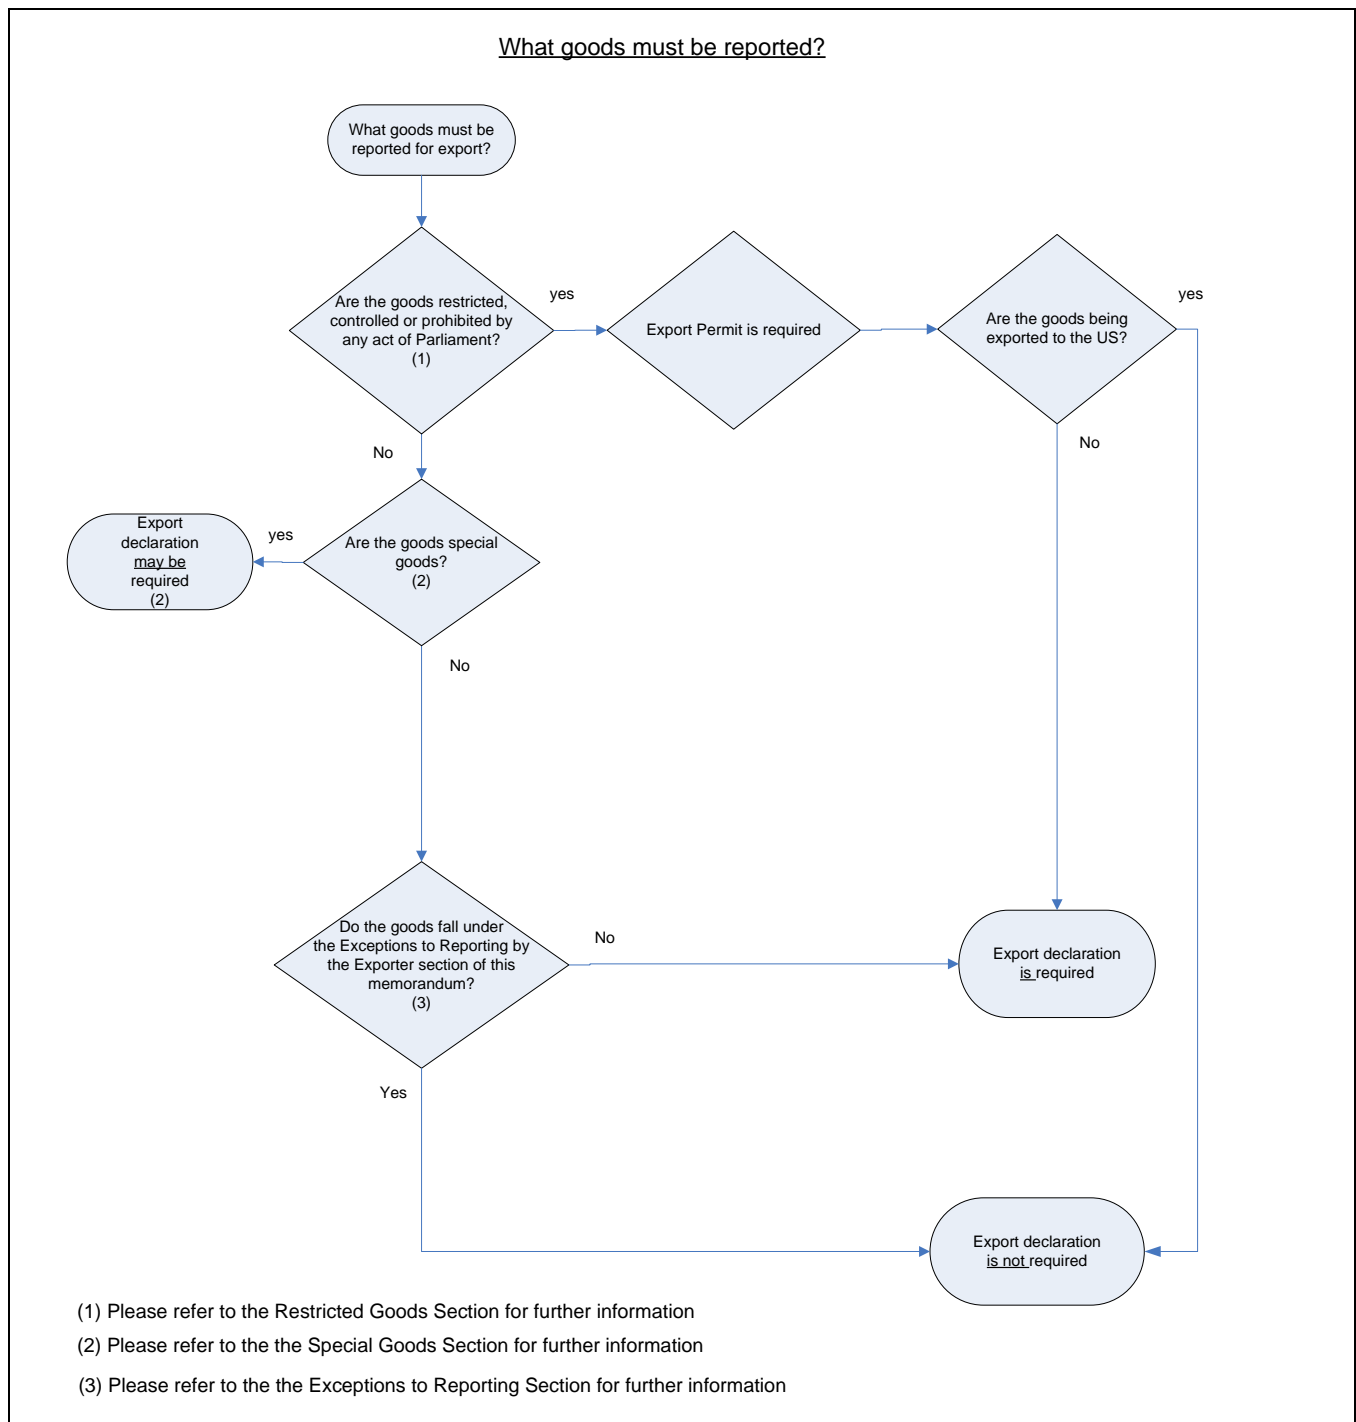 What goods must be reported?
What goods must be
reported for export?
Are the goods restricted,
controlled or prohibited by
any act of Parliament?
(1)
yes
Export Permit is required
Are the goods being
exported to the US?
yes
No
No
Are the goods special
goods?
(2)
yes
Export
declaration
may be
required
(2)
No
Do the goods fall under
the Exceptions to Reporting by
the Exporter section of this
memorandum?
(3)
No
Export declaration
is required
Yes
Export declaration
is not required
(1) Please refer to the Restricted Goods Section for further information
(2) Please refer to the the Special Goods Section for further information
(3) Please refer to the the Exceptions to Reporting Section for further information